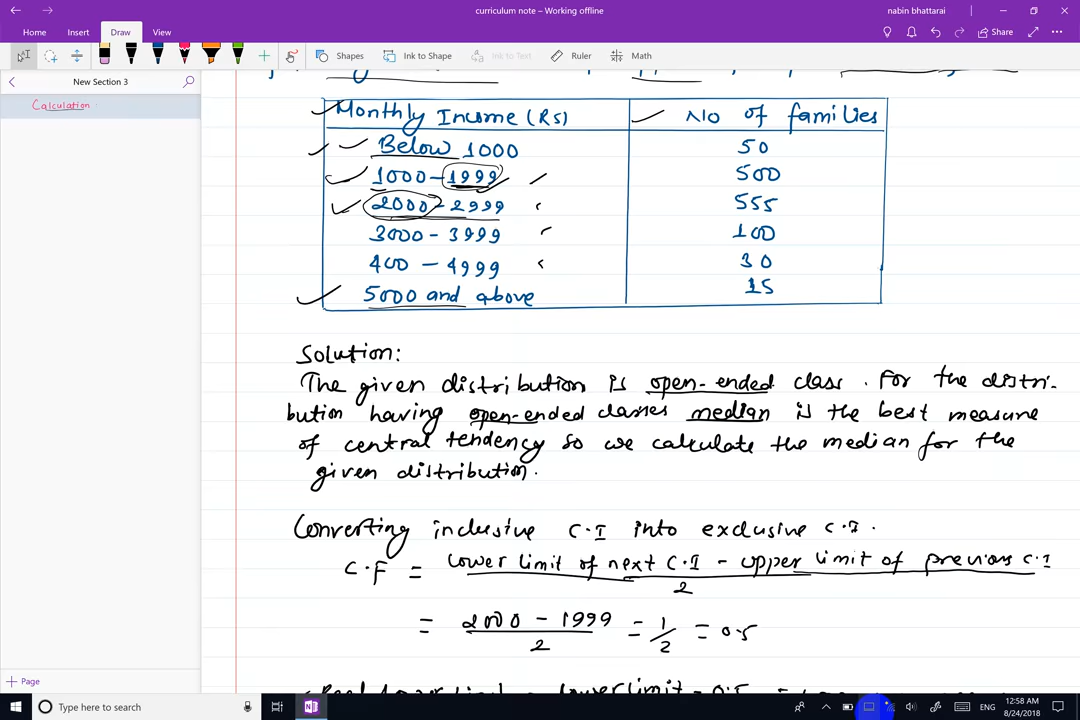 curriculum note – Working offline
nabin bhattarai
Home Insert Draw View
Share
Shapes Ink to Shape Ink to Text Ruler Math
New Section 3
Calculation
Monthly Income (Rs) No of families
Below 1000 50
1000 - 1999 500
2000 - 2999 555
3000 - 3999 100
400 - 4999 30
5000 and above 15
Solution:
The given distribution is open-ended class. For the distri-
bution having open-ended classes median is the best measure
of central tendency so we calculate the median for the
given distribution.
Converting inclusive C.I into exclusive C.I.
C.F = lower limit of next C.I - upper limit of previous C.I
2
= 2000 - 1999 = 1/2 = 0.5
2
Page
Type here to search
ENG
12:58 AM
8/24/2018